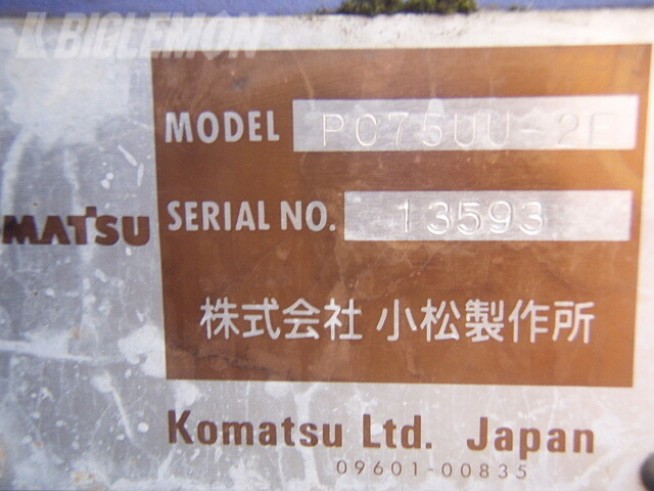 BIGLEMON
MODEL PC75UU-2E
MATSU
SERIAL NO. 13593
株式会社 小松製作所
Komatsu Ltd. Japan
09601-00835